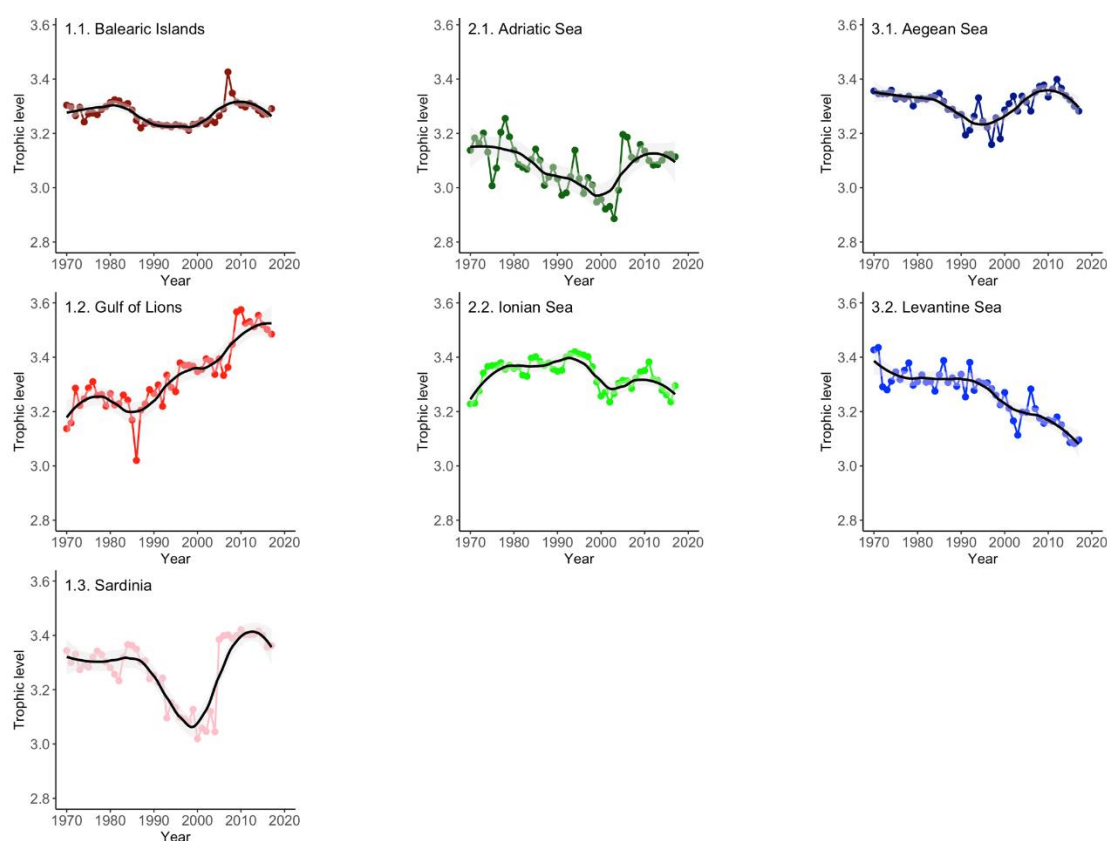 1.1. Balearic Islands
Trophic level
3.6
3.4
3.2
3.0
2.8
1970 1980 1990 2000 2010 2020
Year
2.1. Adriatic Sea
Trophic level
3.6
3.4
3.2
3.0
2.8
1970 1980 1990 2000 2010 2020
Year
3.1. Aegean Sea
Trophic level
3.6
3.4
3.2
3.0
2.8
1970 1980 1990 2000 2010 2020
Year
1.2. Gulf of Lions
Trophic level
3.6
3.4
3.2
3.0
2.8
1970 1980 1990 2000 2010 2020
Year
2.2. Ionian Sea
Trophic level
3.6
3.4
3.2
3.0
2.8
1970 1980 1990 2000 2010 2020
Year
3.2. Levantine Sea
Trophic level
3.6
3.4
3.2
3.0
2.8
1970 1980 1990 2000 2010 2020
Year
1.3. Sardinia
Trophic level
3.6
3.4
3.2
3.0
2.8
1970 1980 1990 2000 2010 2020
Year